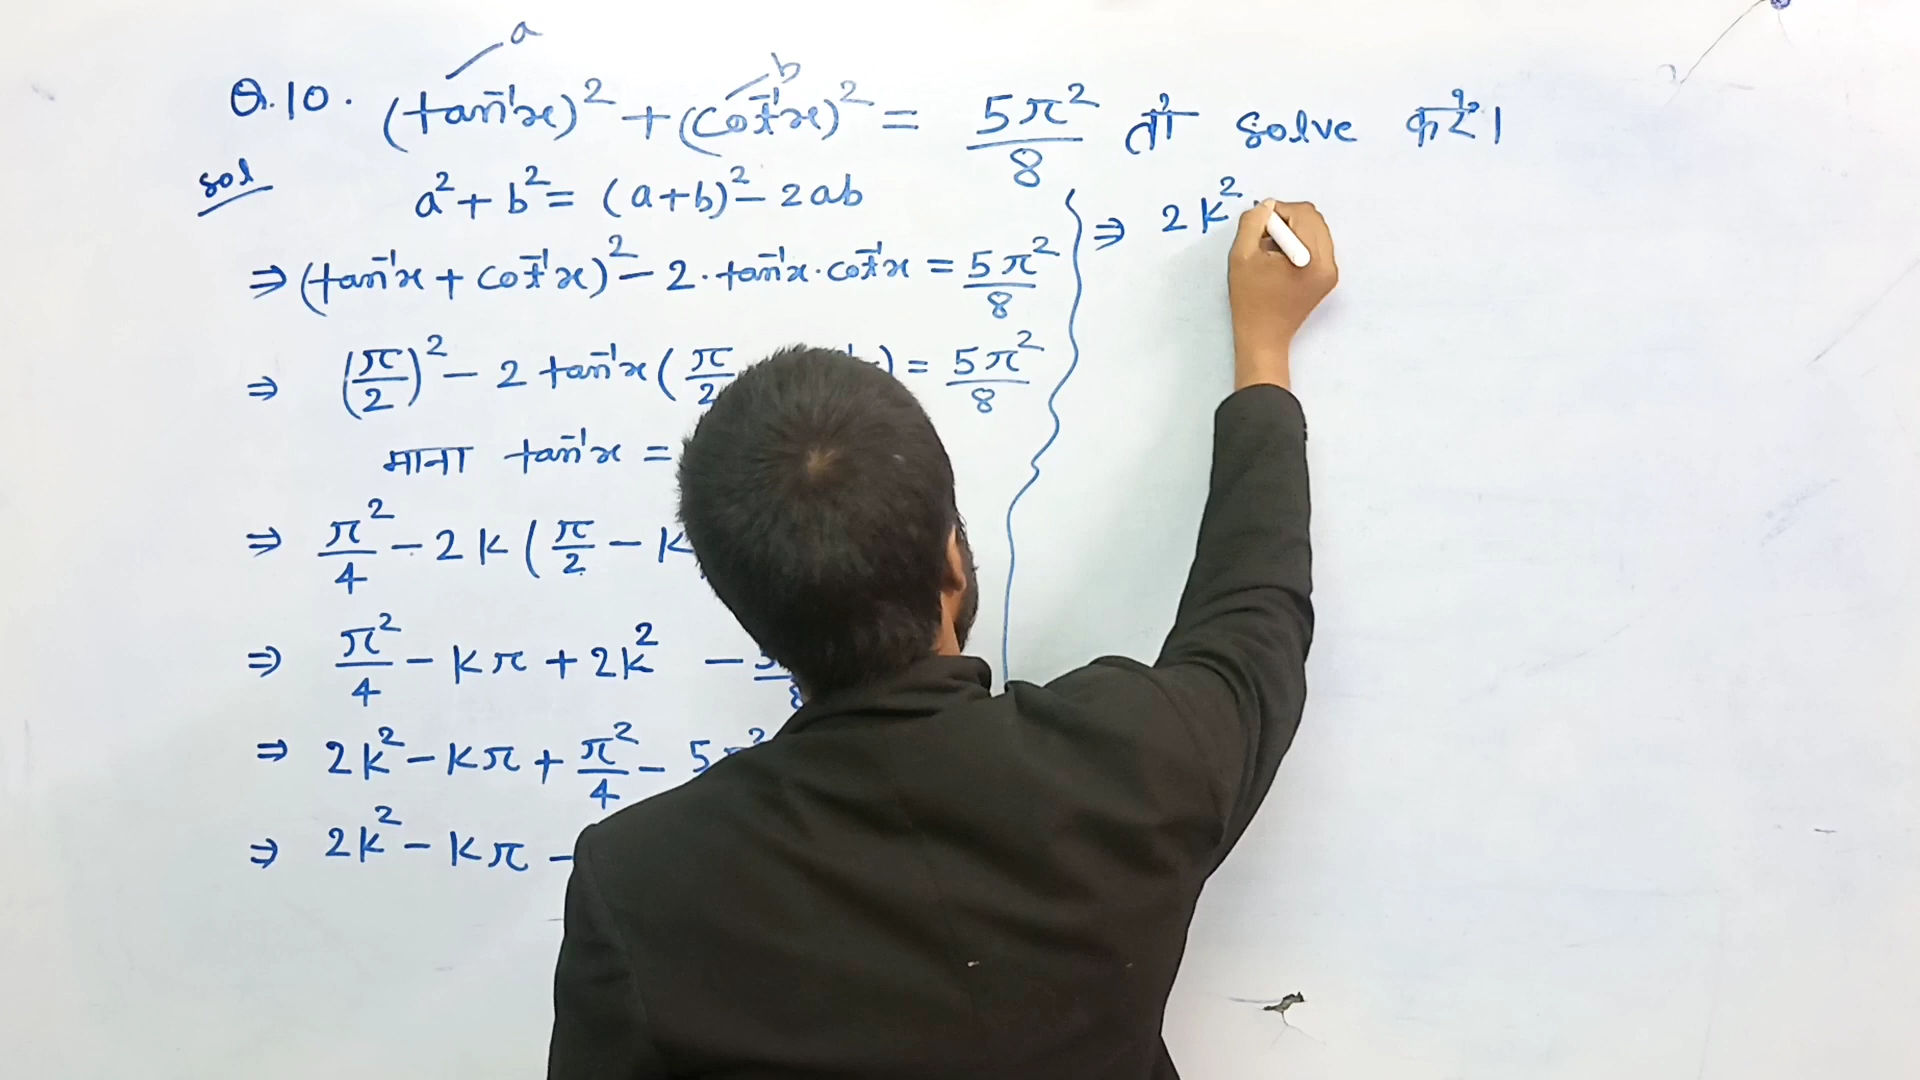 a
b
Q.10. (tan⁻¹x)² + (cot⁻¹x)² = 5π²/8 तो solve करें।
sol
a² + b² = (a+b)² - 2ab
⇒ (tan⁻¹x + cot⁻¹x)² - 2·tan⁻¹x·cot⁻¹x = 5π²/8
⇒ (π/2)² - 2 tan⁻¹x (π/2 ) = 5π²/8
माना tan⁻¹x =
⇒ π²/4 - 2K (π/2 - K
⇒ π²/4 - Kπ + 2K² -
⇒ 2K² - Kπ + π²/4 - 5π²
⇒ 2K² - Kπ -
⇒ 2K²